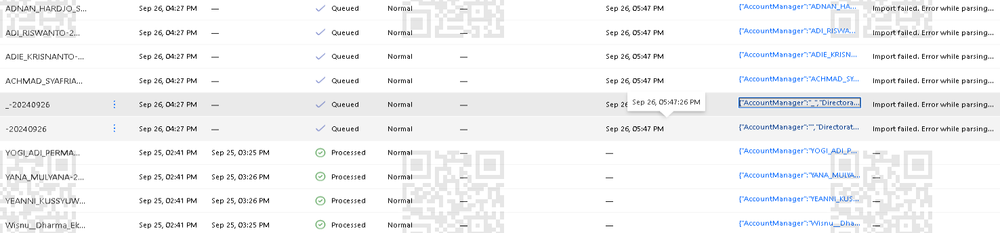 ADNAN_HARDJO_S... Sep 26, 04:27 PM — Queued Normal — Sep 26, 05:47 PM {"AccountManager":"ADNAN_HA... Import failed. Error while parsing...
ADI_RISWANTO-2... Sep 26, 04:27 PM — Queued Normal — Sep 26, 05:47 PM {"AccountManager":"ADI_RISWA... Import failed. Error while parsing...
ADIE_KRISNANTO-... Sep 26, 04:27 PM — Queued Normal — Sep 26, 05:47 PM {"AccountManager":"ADIE_KRISN... Import failed. Error while parsing...
ACHMAD_SYAFRIA... Sep 26, 04:27 PM — Queued Normal — Sep 26, 05:47 PM {"AccountManager":"ACHMAD_SY... Import failed. Error while parsing...
_-20240926 Sep 26, 04:27 PM — Queued Normal — Sep 26, 05:47:26 PM {"AccountManager":"_","Directora... Import failed. Error while parsing...
-20240926 Sep 26, 04:27 PM — Queued Normal — Sep 26, 05:47 PM {"AccountManager":"","Directorat... Import failed. Error while parsing...
YOGI_ADI_PERMA... Sep 25, 02:41 PM Sep 25, 03:25 PM Processed Normal — — {"AccountManager":"YOGI_ADI_P... —
YANA_MULYANA-2... Sep 25, 02:41 PM Sep 25, 03:26 PM Processed Normal — — {"AccountManager":"YANA_MULYA... —
YEANNI_KUSSYUW... Sep 25, 02:41 PM Sep 25, 03:26 PM Processed Normal — — {"AccountManager":"YEANNI_KUS... —
Wisnu__Dharma_Ek... Sep 25, 02:41 PM Sep 25, 03:25 PM Processed Normal — — {"AccountManager":"Wisnu__Dha... —